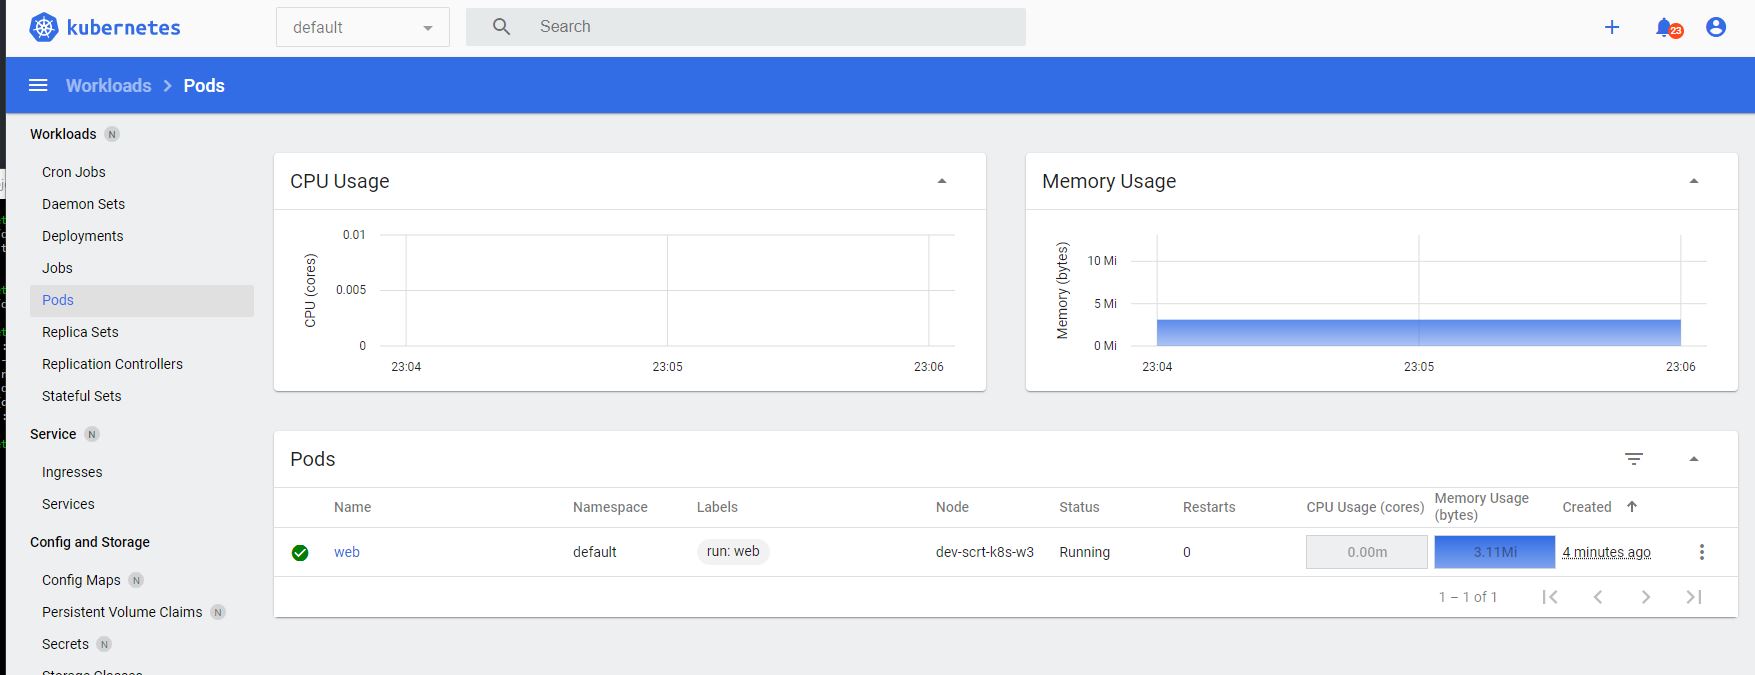 kubernetes
default
Search
23
Workloads > Pods
Workloads N
Cron Jobs
Daemon Sets
Deployments
Jobs
Pods
Replica Sets
Replication Controllers
Stateful Sets
Service N
Ingresses
Services
Config and Storage
Config Maps N
Persistent Volume Claims N
Secrets N
Storage Classes
CPU Usage
CPU (cores)
0.01
0.005
0
23:04 23:05 23:06
Memory Usage
Memory (bytes)
10 Mi
5 Mi
0 Mi
23:04 23:05 23:06
Pods
Name Namespace Labels Node Status Restarts CPU Usage (cores) Memory Usage (bytes) Created
web default run: web dev-scrt-k8s-w3 Running 0 0.00m 3.11Mi 4 minutes ago
1 – 1 of 1